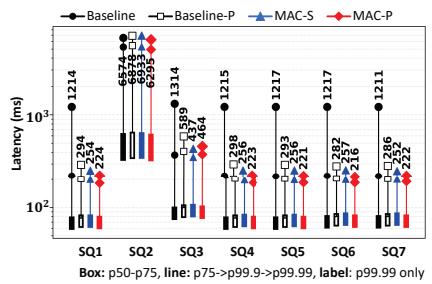 Baseline Baseline-P MAC-S MAC-P
Latency (ms)
10³
10²
1214 294 254 224
6574 6878 6933 6295
1314 589 437 464
1215 298 256 223
1217 293 256 221
1217 282 257 216
1211 286 252 222
SQ1 SQ2 SQ3 SQ4 SQ5 SQ6 SQ7
Box: p50-p75, line: p75->p99.9->p99.99, label: p99.99 only